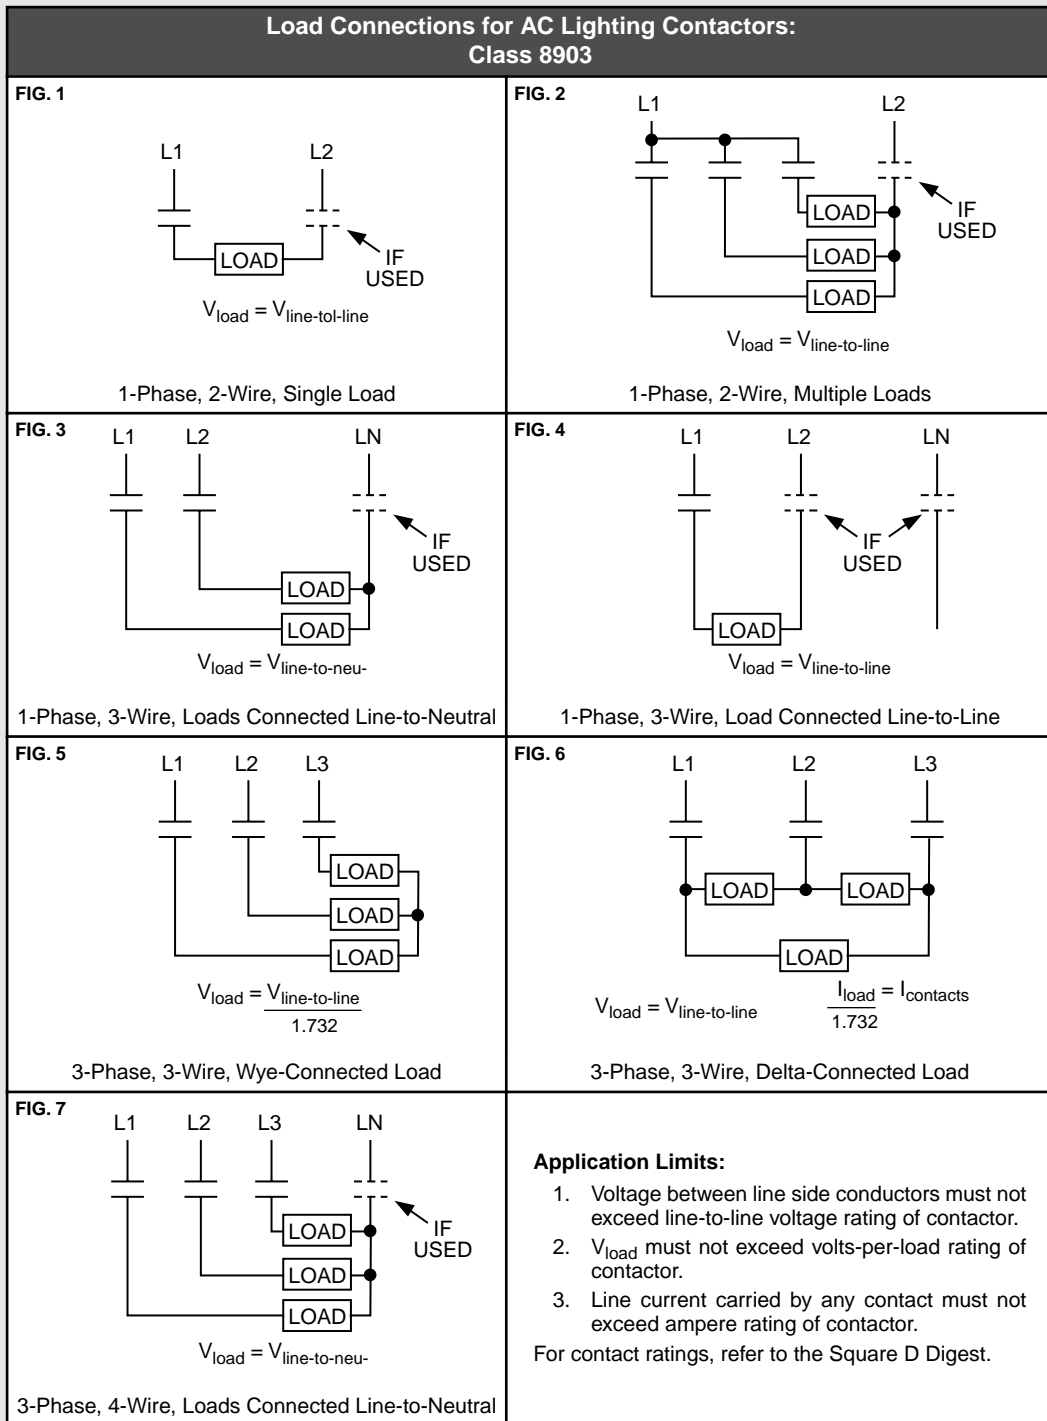 Load Connections for AC Lighting Contactors:
Class 8903
FIG. 1
L1 L2
LOAD
IF
USED
Vload = Vline-tol-line
1-Phase, 2-Wire, Single Load
FIG. 2
L1 L2
LOAD
IF
USED
LOAD
LOAD
Vload = Vline-to-line
1-Phase, 2-Wire, Multiple Loads
FIG. 3
L1 L2 LN
IF
USED
LOAD
LOAD
Vload = Vline-to-neu-
1-Phase, 3-Wire, Loads Connected Line-to-Neutral
FIG. 4
L1 L2 LN
IF
USED
LOAD
Vload = Vline-to-line
1-Phase, 3-Wire, Load Connected Line-to-Line
FIG. 5
L1 L2 L3
LOAD
LOAD
LOAD
Vload = Vline-to-line
1.732
3-Phase, 3-Wire, Wye-Connected Load
FIG. 6
L1 L2 L3
LOAD LOAD
LOAD
Vload = Vline-to-line
Iload = Icontacts
1.732
3-Phase, 3-Wire, Delta-Connected Load
FIG. 7
L1 L2 L3 LN
LOAD
IF
USED
LOAD
LOAD
Vload = Vline-to-neu-
3-Phase, 4-Wire, Loads Connected Line-to-Neutral
Application Limits:
1. Voltage between line side conductors must not
exceed line-to-line voltage rating of contactor.
2. Vload must not exceed volts-per-load rating of
contactor.
3. Line current carried by any contact must not
exceed ampere rating of contactor.
For contact ratings, refer to the Square D Digest.